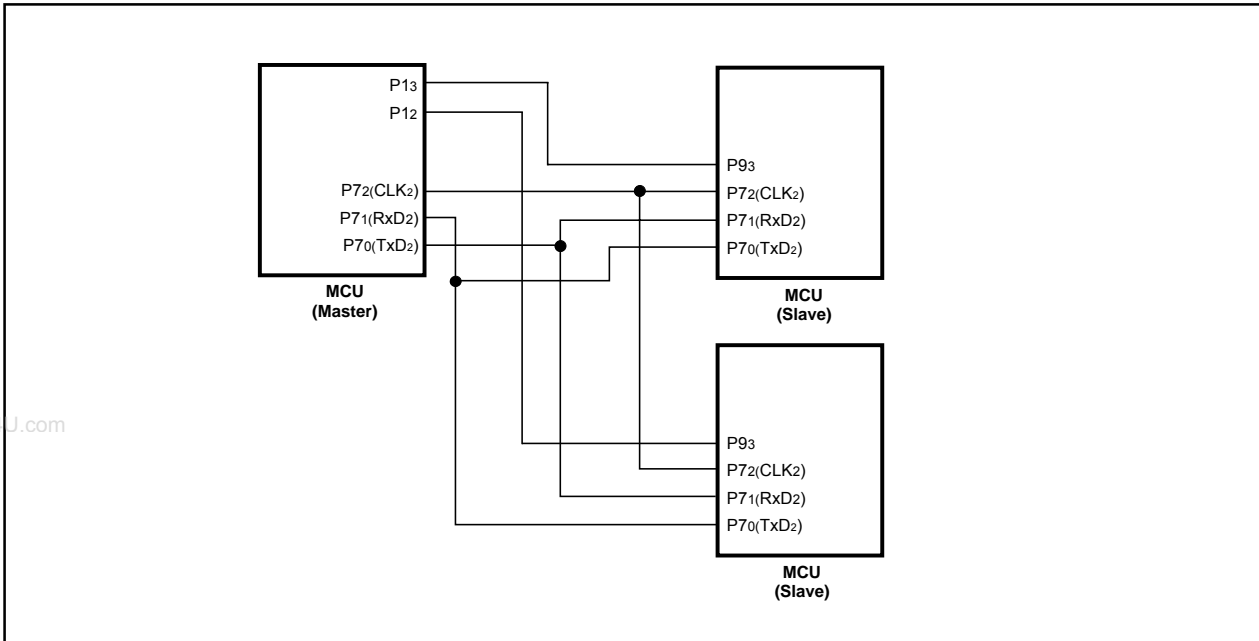 P13
P12
P72(CLK2)
P71(RxD2)
P70(TxD2)
MCU
(Master)
P93
P72(CLK2)
P71(RxD2)
P70(TxD2)
MCU
(Slave)
P93
P72(CLK2)
P71(RxD2)
P70(TxD2)
MCU
(Slave)
U.com